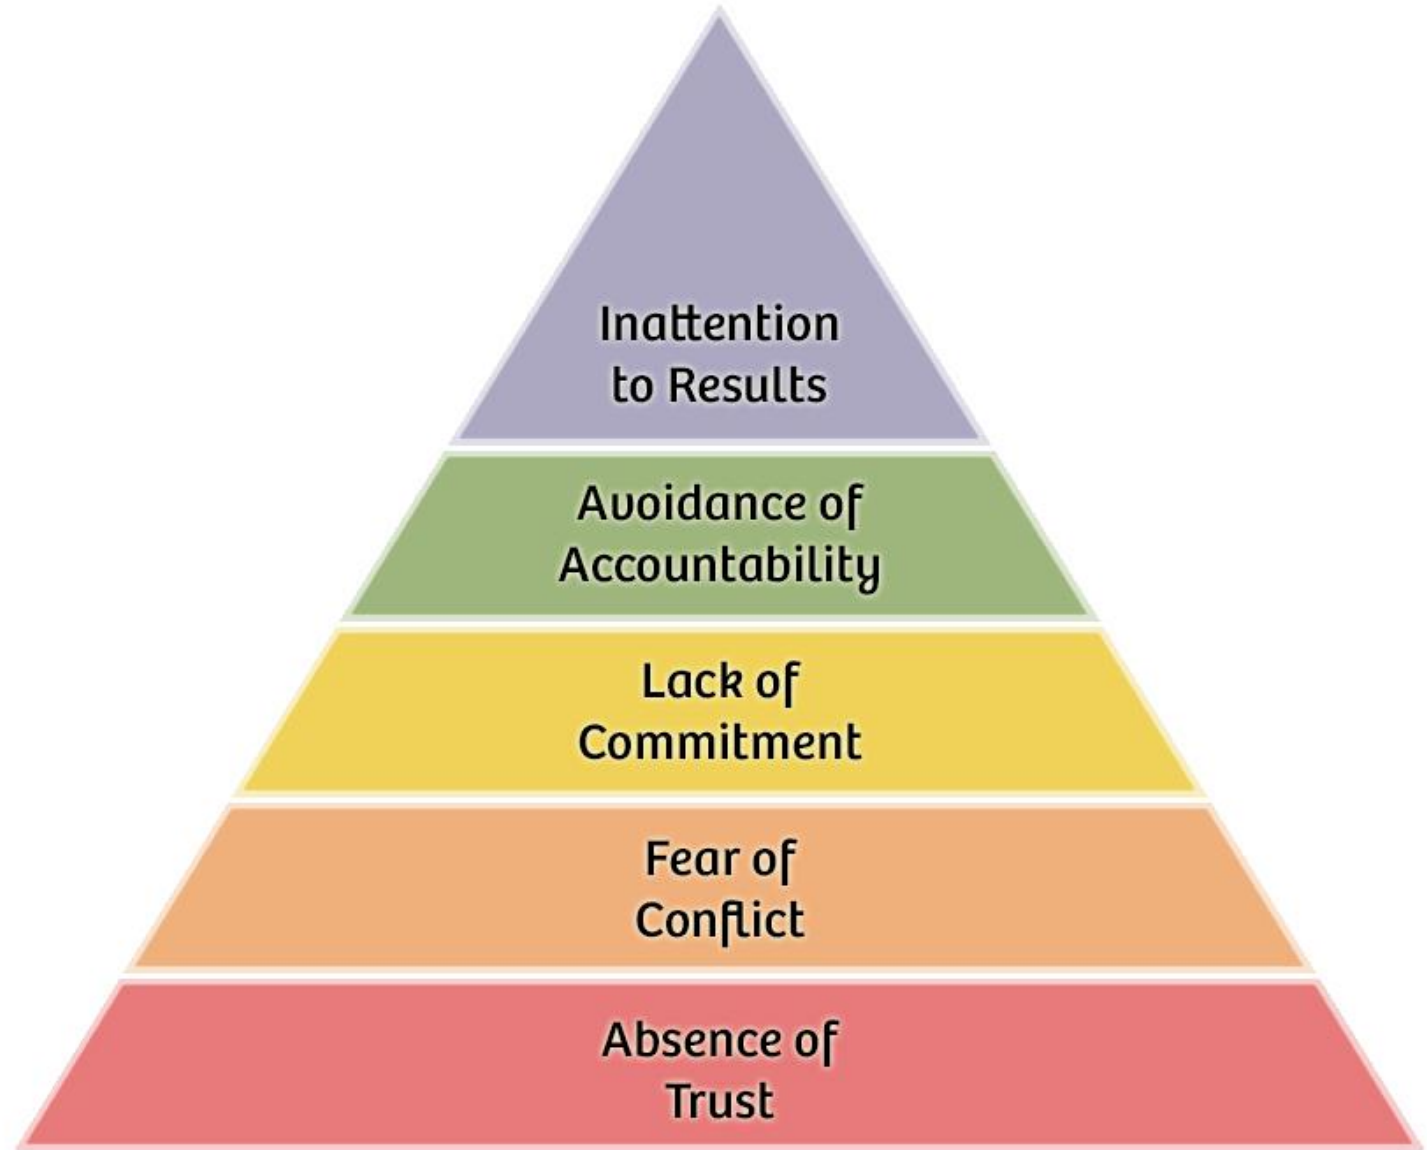 Inattention
to Results
Avoidance of
Accountability
Lack of
Commitment
Fear of
Conflict
Absence of
Trust